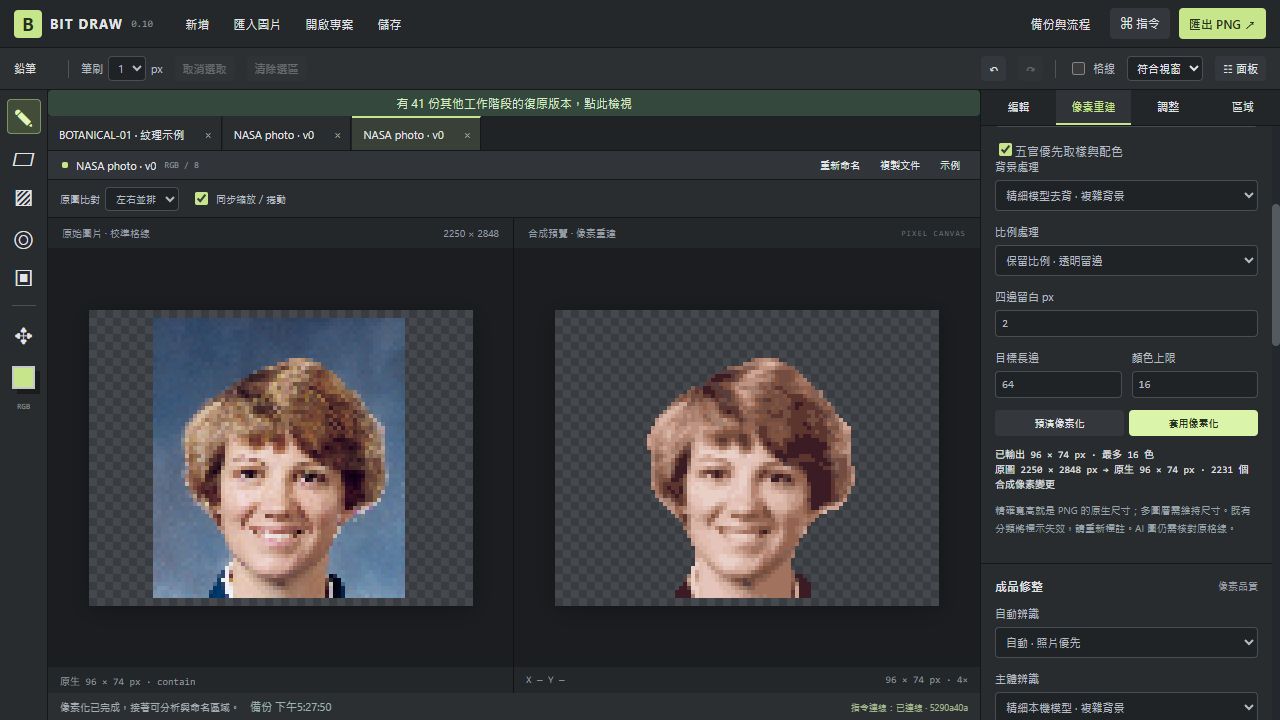 B BIT DRAW 0.10 新增 匯入圖片 開啟專案 儲存 備份與流程 ⌘ 指令 匯出 PNG ↗
鉛筆 筆刷 1 px 取消選取 清除選區 格線 符合視窗 ☷ 面板
有 41 份其他工作階段的復原版本，點此檢視
編輯 像素重建 調整 區域
BOTANICAL-01 · 紋理示例 × NASA photo · v0 × NASA photo · v0 ×
NASA photo · v0 RGB / 8 重新命名 複製文件 示例
原圖比對 左右並排 同步縮放 / 捲動
原始圖片 · 校準格線 2250 × 2848 合成預覽 · 像素重建 PIXEL CANVAS
RGB
原生 96 × 74 px · contain X — Y — 96 × 74 px · 4×
像素化已完成，接著可分析與命名區域。 備份 下午5:27:50 指令連線：已連線 · 5290a40a
五官優先取樣與配色
背景處理
精細模型去背 · 複雜背景
比例處理
保留比例 · 透明留邊
四邊留白 px
2
目標長邊 顏色上限
64 16
預演像素化 套用像素化
已輸出 96 × 74 px · 最多 16 色
原圖 2250 × 2848 px → 原生 96 × 74 px · 2231 個
合成像素變更
精確寬高就是 PNG 的原生尺寸；多圖層需維持尺寸。既有
分類將標示失效，請重新標註。AI 圖仍需核對原格線。
成品修整 像素品質
自動辨識
自動 · 照片優先
主體辨識
精細本機模型 · 複雜背景